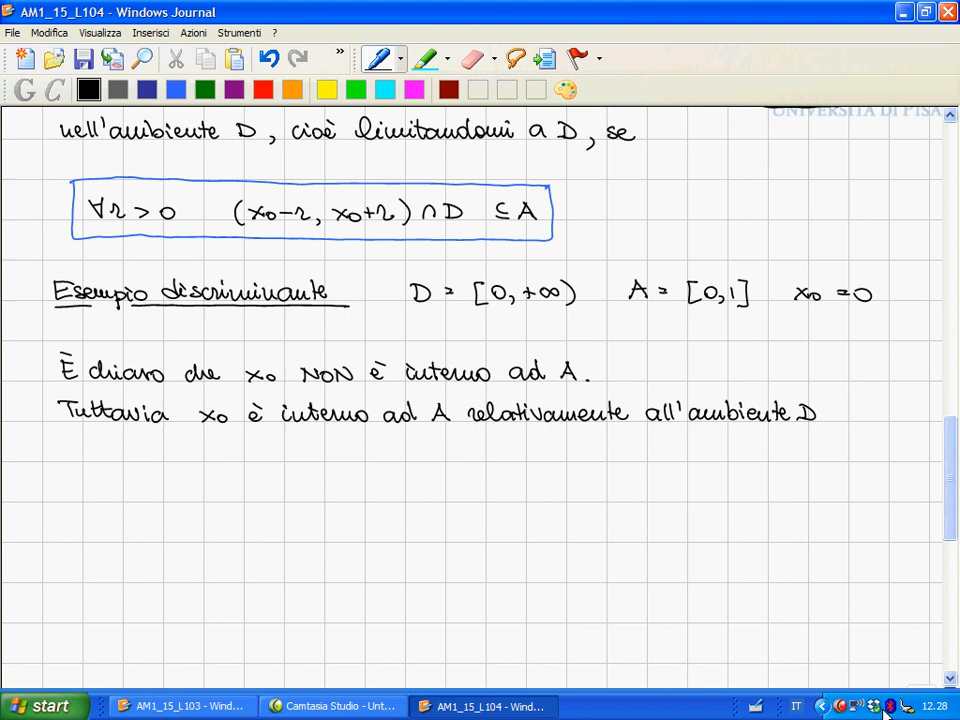 AM1_15_L104 - Windows Journal
File Modifica Visualizza Inserisci Azioni Strumenti ?
»
G C
UNIVERSITÀ DI PISA
nell'ambiente D, cioè limitandomi a D, se
∀r > 0 (x0-r, x0+r) ∩ D ⊆ A
Esempio discriminante D = [0, +∞) A = [0,1] x0 = 0
È chiaro che x0 NON è interno ad A.
Tuttavia x0 è interno ad A relativamente all'ambiente D
start AM1_15_L103 - Wind... Camtasia Studio - Unt... AM1_15_L104 - Wind... IT 12.28